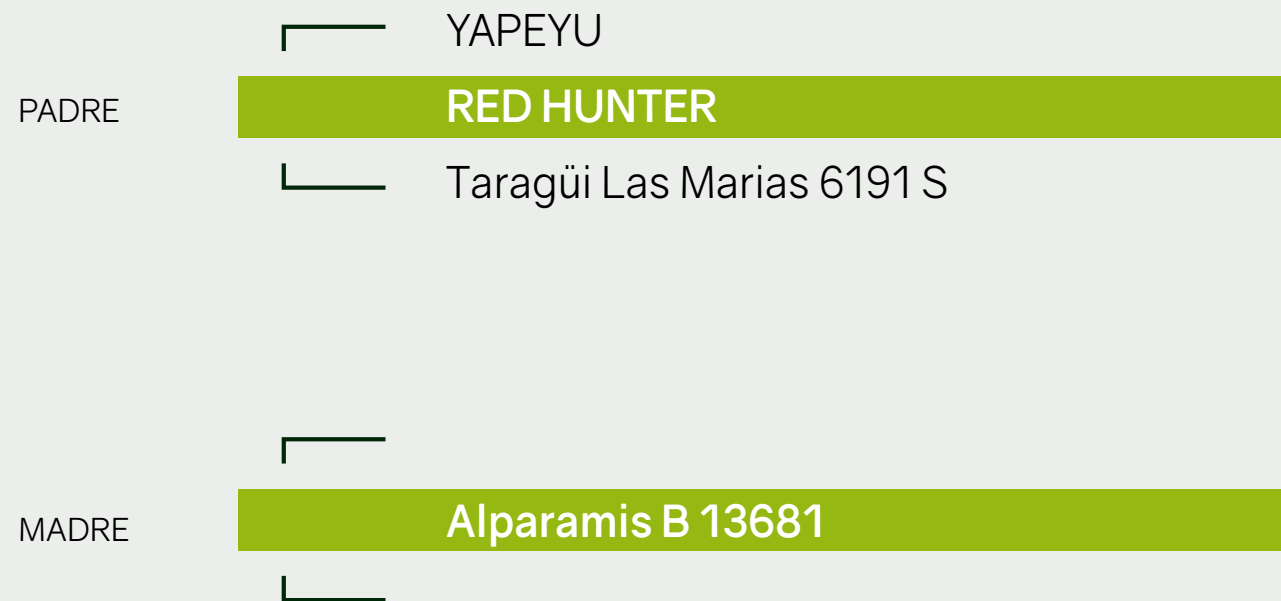 YAPEYU
PADRE
RED HUNTER
Taragüi Las Marias 6191 S
MADRE
Alparamis B 13681